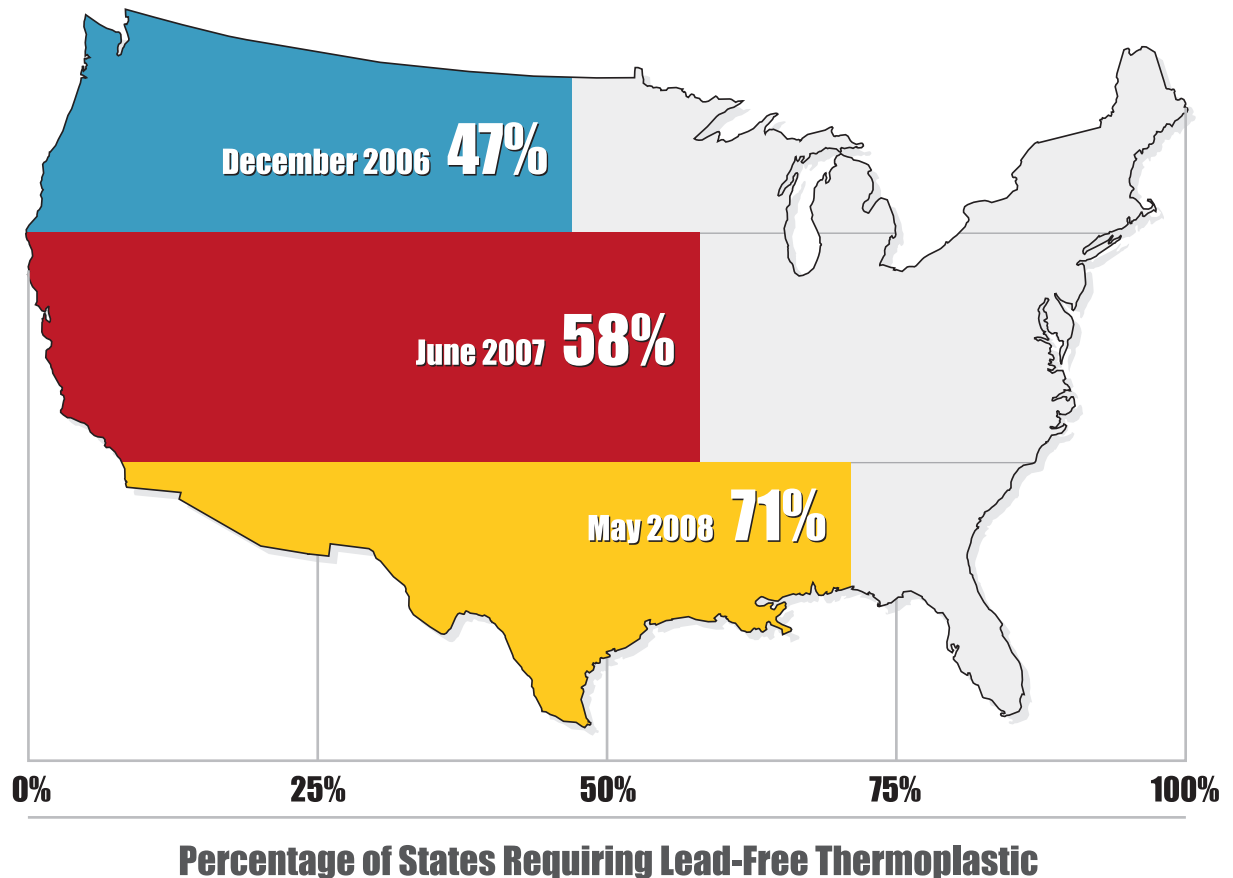 December 2006 47%
June 2007 58%
May 2008 71%
0% 25% 50% 75% 100%
Percentage of States Requiring Lead-Free Thermoplastic